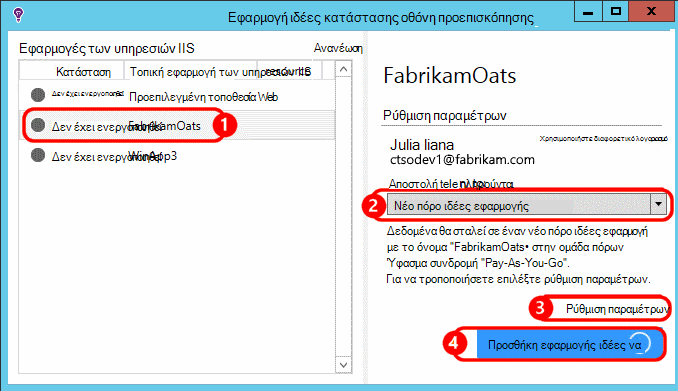 Εφαρμογή ιδέες κατάστασης οθόνη προεπισκόπησης
Εφαρμογές των υπηρεσιών IIS
Ανανέωση
Κατάσταση
Τοπική εφαρμογή των υπηρεσιών IIS
Δεν έχει ενεργοποιηθεί
Προεπιλεγμένη τοποθεσία Web
Δεν έχει ενεργοποιηθεί
FabrikamOats
1
Δεν έχει ενεργοποιηθεί
WinApp3
FabrikamOats
Ρύθμιση παραμέτρων
Julia liana
Χρησιμοποιήστε διαφορετικό λογαριασμό
ctsodev1@fabrikam.com
Αποστολή
2
Νέο πόρο ιδέες εφαρμογής
Δεδομένα θα σταλεί σε έναν νέο πόρο ιδέες εφαρμογή
με το όνομα "FabrikamOats• στην ομάδα πόρων
Ύφασμα συνδρομή "Pay-As-You-Go".
Για να τροποποιήσετε επιλέξτε ρύθμιση παραμέτρων.
3
Ρύθμιση παραμέτρων
4
Προσθήκη εφαρμογής ιδέες να